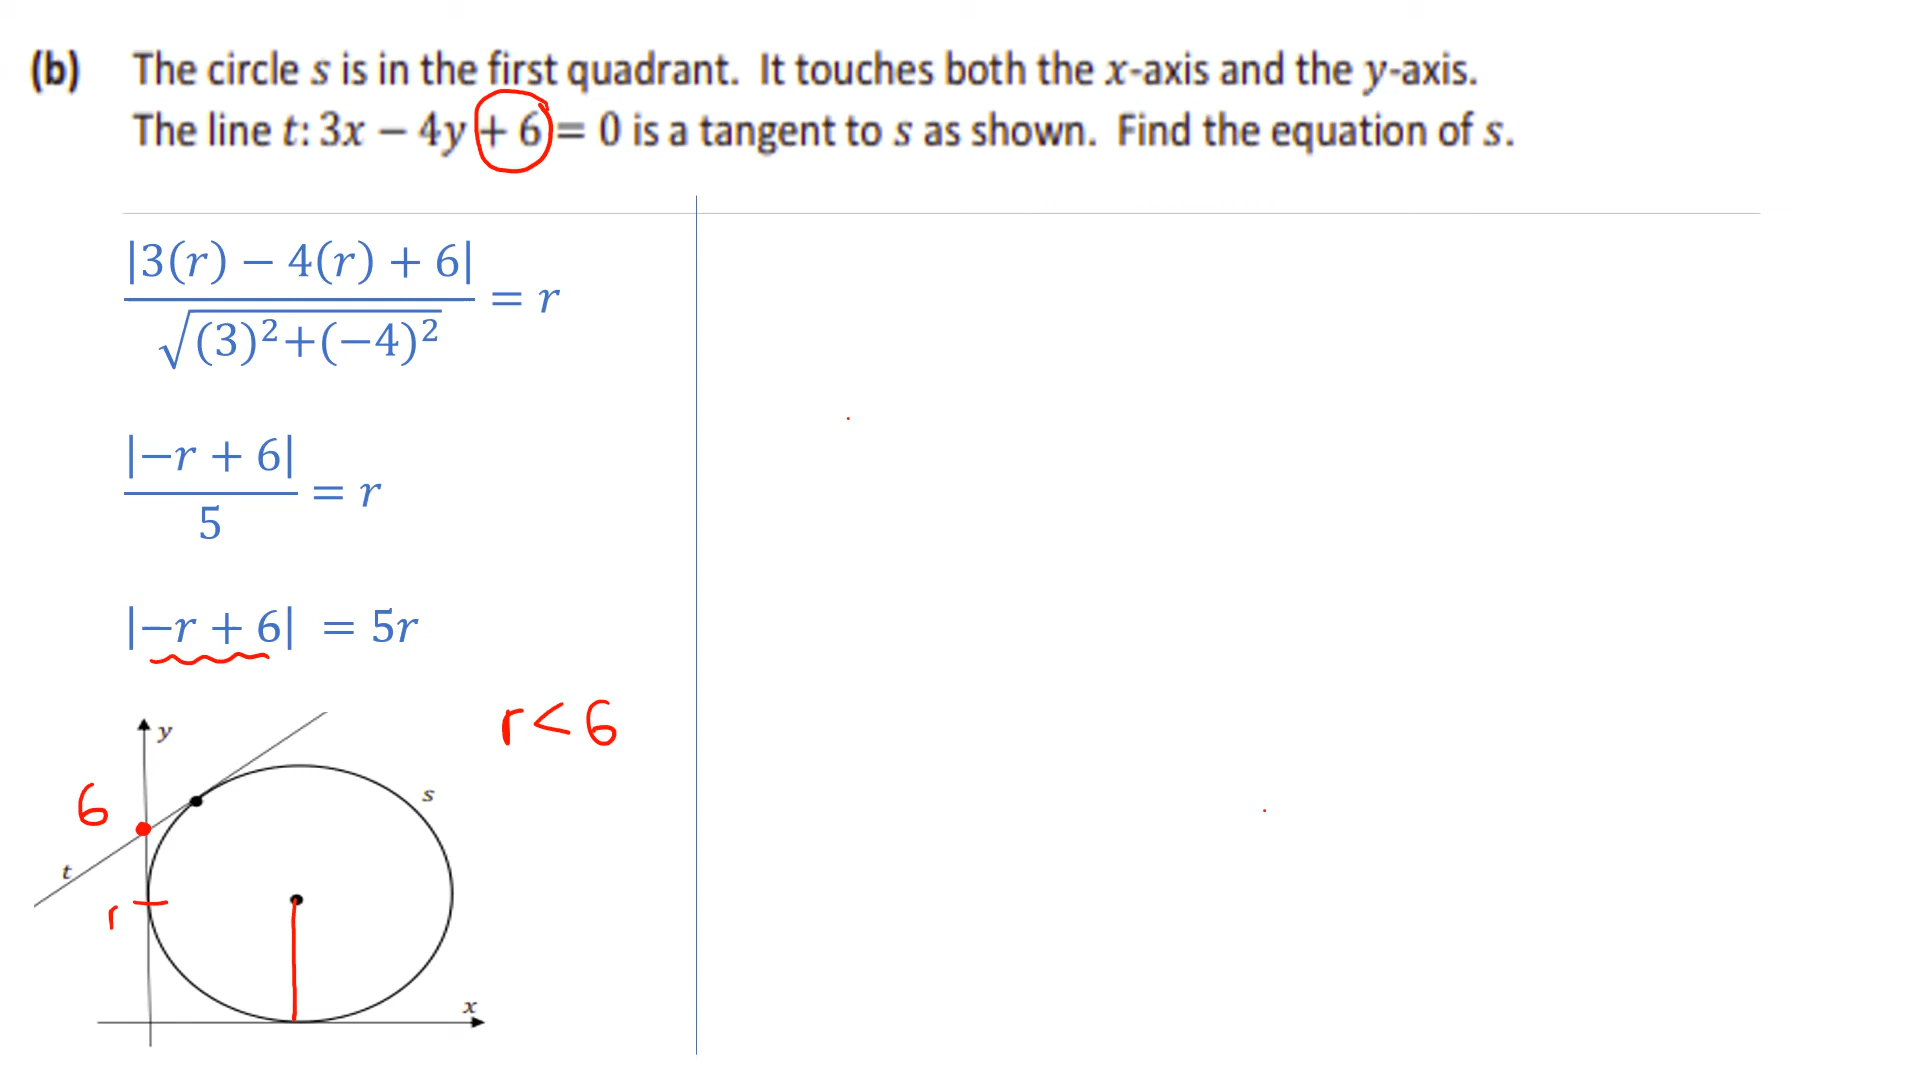 (b) The circle s is in the first quadrant. It touches both the x-axis and the y-axis.
The line t: 3x − 4y + 6 = 0 is a tangent to s as shown. Find the equation of s.
|3(r) − 4(r) + 6|
√(3)²+(−4)² = r
|−r + 6|
5 = r
|−r + 6| = 5r
r < 6
y
6
s
t
r
x